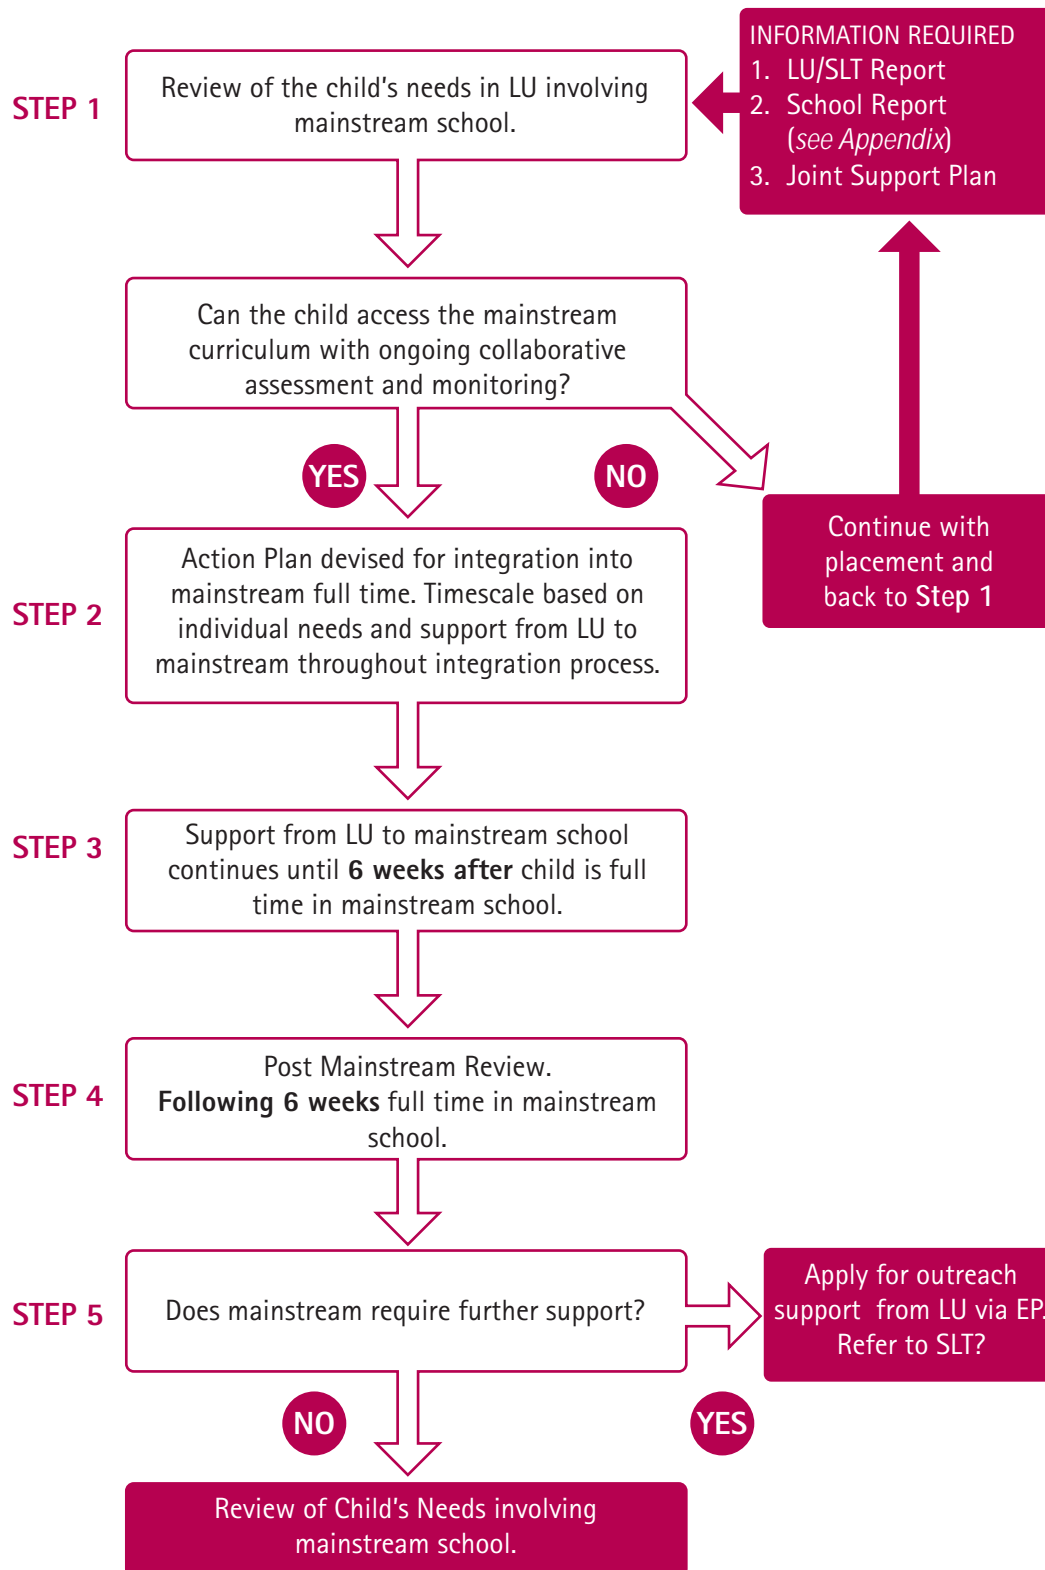 STEP 1
Review of the child's needs in LU involving
mainstream school.
INFORMATION REQUIRED
1. LU/SLT Report
2. School Report
(see Appendix)
3. Joint Support Plan
Can the child access the mainstream
curriculum with ongoing collaborative
assessment and monitoring?
YES
NO
Continue with
placement and
back to Step 1
STEP 2
Action Plan devised for integration into
mainstream full time. Timescale based on
individual needs and support from LU to
mainstream throughout integration process.
STEP 3
Support from LU to mainstream school
continues until 6 weeks after child is full
time in mainstream school.
STEP 4
Post Mainstream Review.
Following 6 weeks full time in mainstream
school.
STEP 5
Does mainstream require further support?
Apply for outreach
support from LU via EP.
Refer to SLT?
NO
YES
Review of Child's Needs involving
mainstream school.